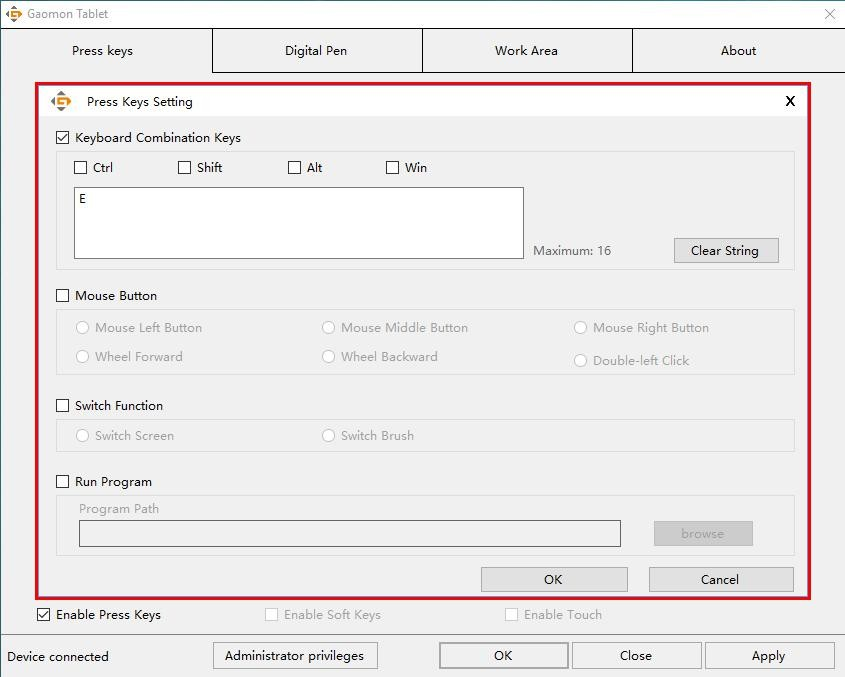 Gaomon Tablet
Press keys Digital Pen Work Area About
Press Keys Setting X
Keyboard Combination Keys
Ctrl Shift Alt Win
E
Maximum: 16 Clear String
Mouse Button
Mouse Left Button Mouse Middle Button Mouse Right Button
Wheel Forward Wheel Backward Double-left Click
Switch Function
Switch Screen Switch Brush
Run Program
Program Path
browse
OK Cancel
Enable Press Keys Enable Soft Keys Enable Touch
Device connected Administrator privileges OK Close Apply